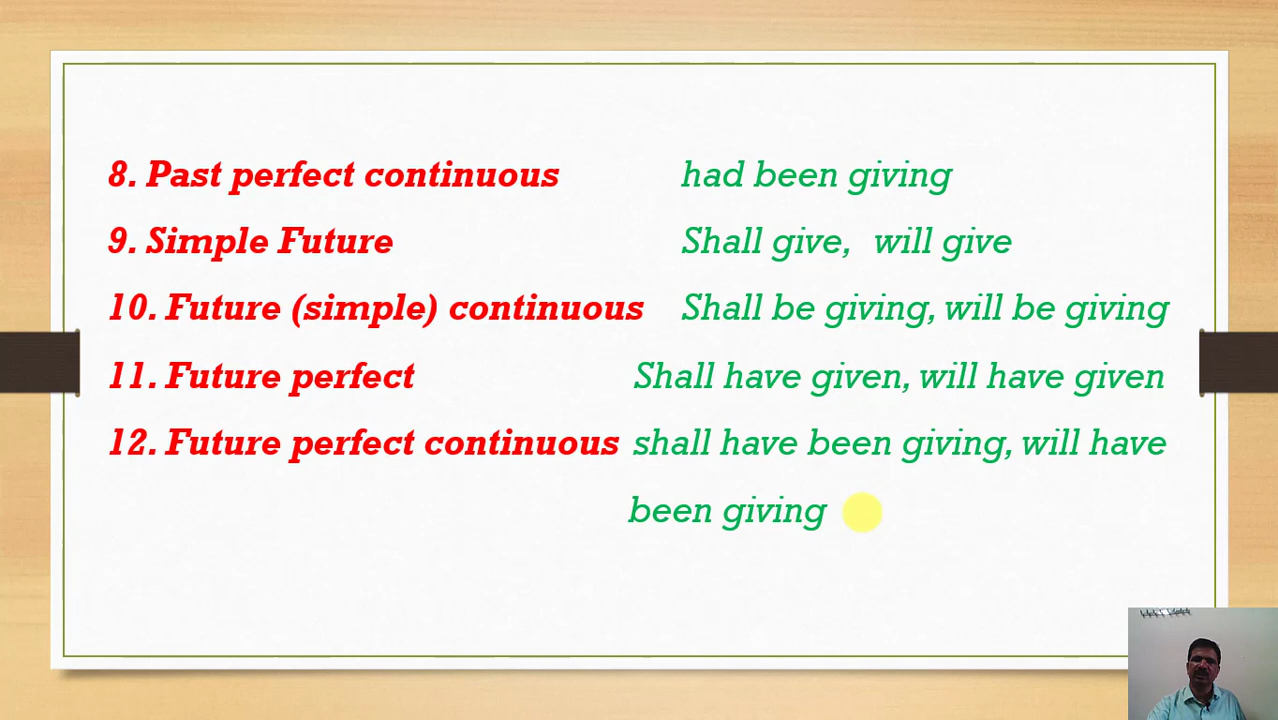 8. Past perfect continuous had been giving
9. Simple Future Shall give, will give
10. Future (simple) continuous Shall be giving, will be giving
11. Future perfect Shall have given, will have given
12. Future perfect continuous shall have been giving, will have
been giving